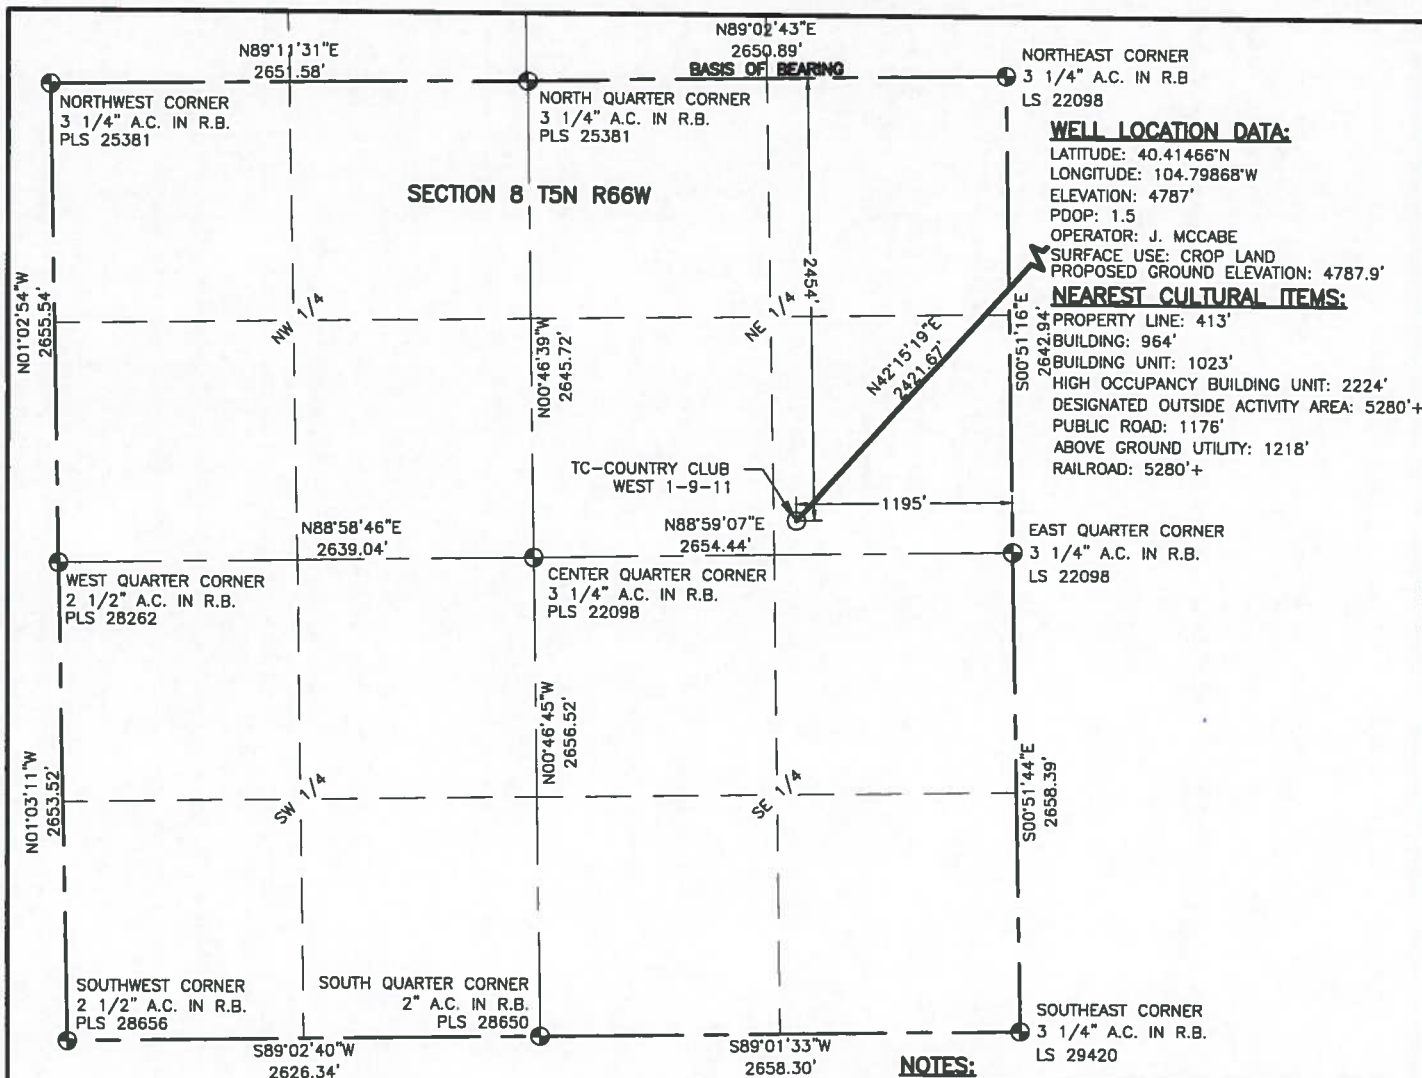 N89°11'31"E
2651.58'
N89°02'43"E
2650.89'
BASIS OF BEARING
NORTHWEST CORNER
3 1/4" A.C. IN R.B.
PLS 25381
NORTH QUARTER CORNER
3 1/4" A.C. IN R.B.
PLS 25381
NORTHEAST CORNER
3 1/4" A.C. IN R.B
LS 22098
SECTION 8 T5N R66W
WELL LOCATION DATA:
LATITUDE: 40.41466°N
LONGITUDE: 104.79868°W
ELEVATION: 4787'
PDOP: 1.5
OPERATOR: J. MCCABE
SURFACE USE: CROP LAND
PROPOSED GROUND ELEVATION: 4787.9'
NEAREST CULTURAL ITEMS:
PROPERTY LINE: 413'
BUILDING: 964'
BUILDING UNIT: 1023'
HIGH OCCUPANCY BUILDING UNIT: 2224'
DESIGNATED OUTSIDE ACTIVITY AREA: 5280'+
PUBLIC ROAD: 1176'
ABOVE GROUND UTILITY: 1218'
RAILROAD: 5280'+
N01°02'54"W
2655.54'
NW 1/4
N00°46'39"W
2645.72'
NE 1/4
2454'
N42°15'19"E
2421.67'
S00°51'16"E
2642.94'
TC-COUNTRY CLUB
WEST 1-9-11
1195'
N88°58'46"E
2639.04'
N88°59'07"E
2654.44'
WEST QUARTER CORNER
2 1/2" A.C. IN R.B.
PLS 28262
CENTER QUARTER CORNER
3 1/4" A.C. IN R.B.
PLS 22098
EAST QUARTER CORNER
3 1/4" A.C. IN R.B.
LS 22098
N01°03'11"W
2653.52'
SW 1/4
N00°46'45"W
2656.52'
SE 1/4
S00°51'44"E
2658.39'
SOUTHWEST CORNER
2 1/2" A.C. IN R.B.
PLS 28656
SOUTH QUARTER CORNER
2" A.C. IN R.B.
PLS 28650
SOUTHEAST CORNER
3 1/4" A.C. IN R.B.
LS 29420
S89°02'40"W
2626.34'
S89°01'33"W
2658.30'
NOTES: